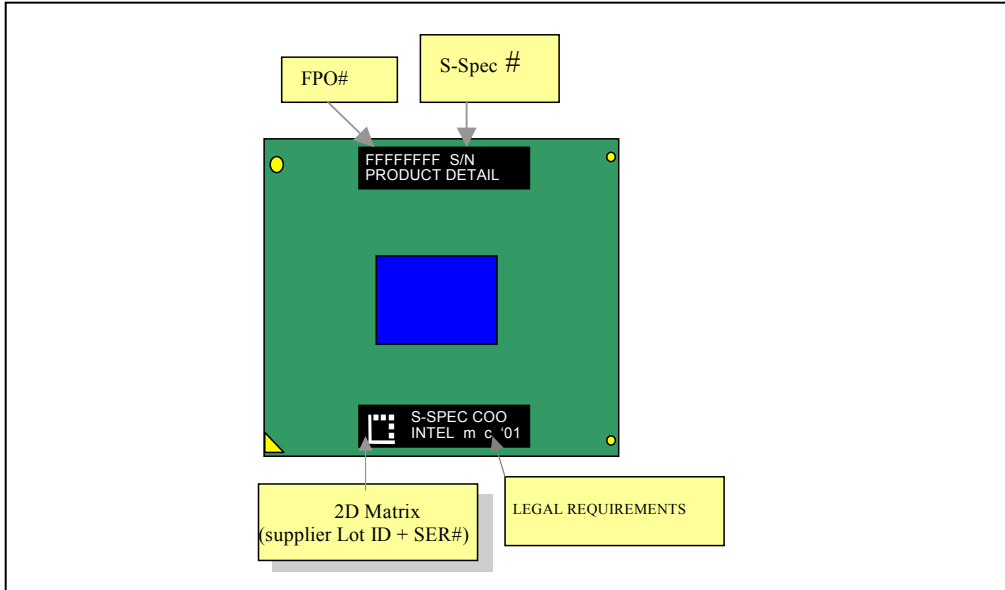 FPO#
S-Spec #
FFFFFFFF S/N
PRODUCT DETAIL
S-SPEC COO
INTEL m c '01
2D Matrix
(supplier Lot ID + SER#)
LEGAL REQUIREMENTS